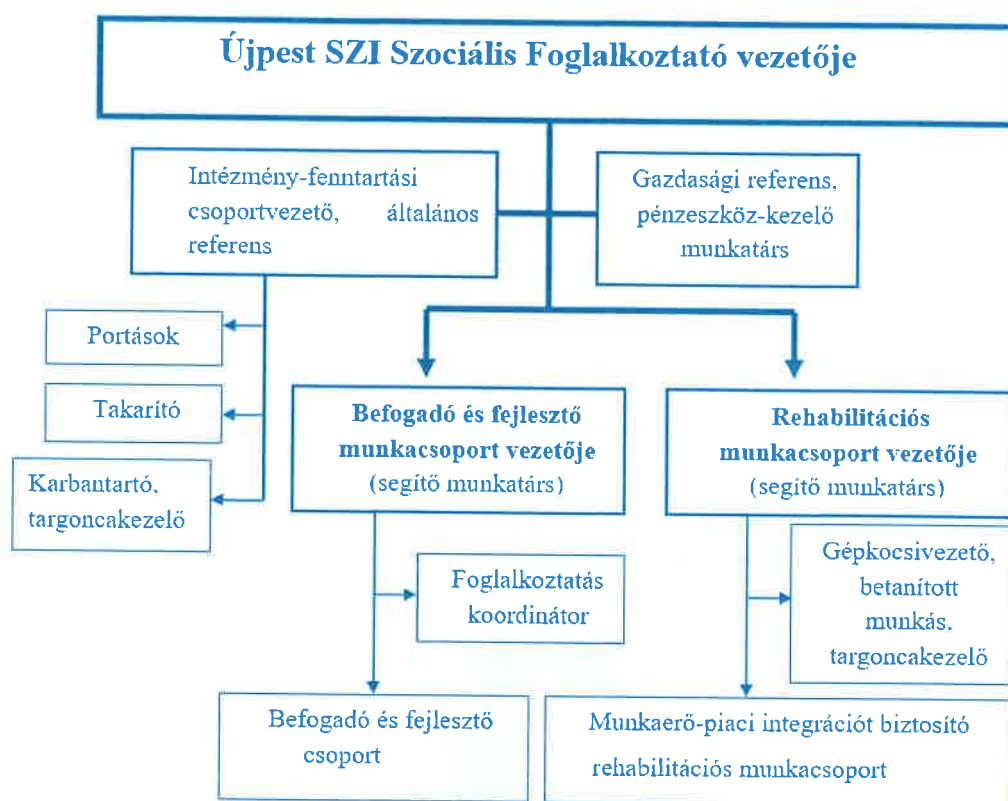 Újpest SZI Szociális Foglalkoztató vezetője
Intézmény-fenntartási
csoportvezető, általános
referens
Gazdasági referens,
pénzeszköz-kezelő
munkatárs
Portások
Takarító
Karbantartó,
targoncakezelő
Befogadó és fejlesztő
munkacsoport vezetője
(segítő munkatárs)
Rehabilitációs
munkacsoport vezetője
(segítő munkatárs)
Foglalkoztatás
koordinátor
Gépkocsivezető,
betanított
munkás,
targoncakezelő
Befogadó és fejlesztő
csoport
Munkaerő-piaci integrációt biztosító
rehabilitációs munkacsoport